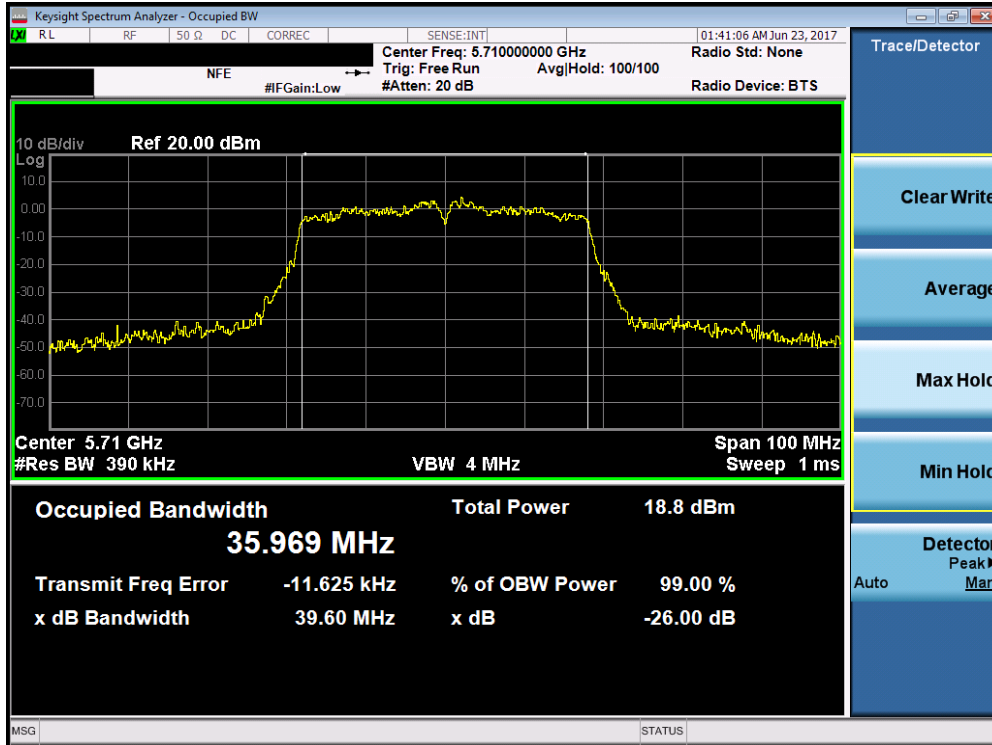 Keysight Spectrum Analyzer - Occupied BW
LXI RL RF 50 Ω DC CORREC SENSE:INT 01:41:06 AM Jun 23, 2017
Center Freq: 5.710000000 GHz Radio Std: None
NFE Trig: Free Run Avg|Hold: 100/100
#IFGain:Low #Atten: 20 dB Radio Device: BTS
Trace/Detector
10 dB/div Ref 20.00 dBm
Log
10.0
0.00
-10.0
-20.0
-30.0
-40.0
-50.0
-60.0
-70.0
Center 5.71 GHz Span 100 MHz
#Res BW 390 kHz VBW 4 MHz Sweep 1 ms
Occupied Bandwidth Total Power 18.8 dBm
35.969 MHz
Transmit Freq Error -11.625 kHz % of OBW Power 99.00 %
x dB Bandwidth 39.60 MHz x dB -26.00 dB
Clear Write
Average
Max Hold
Min Hold
Detector
Peak
Auto Man
MSG STATUS